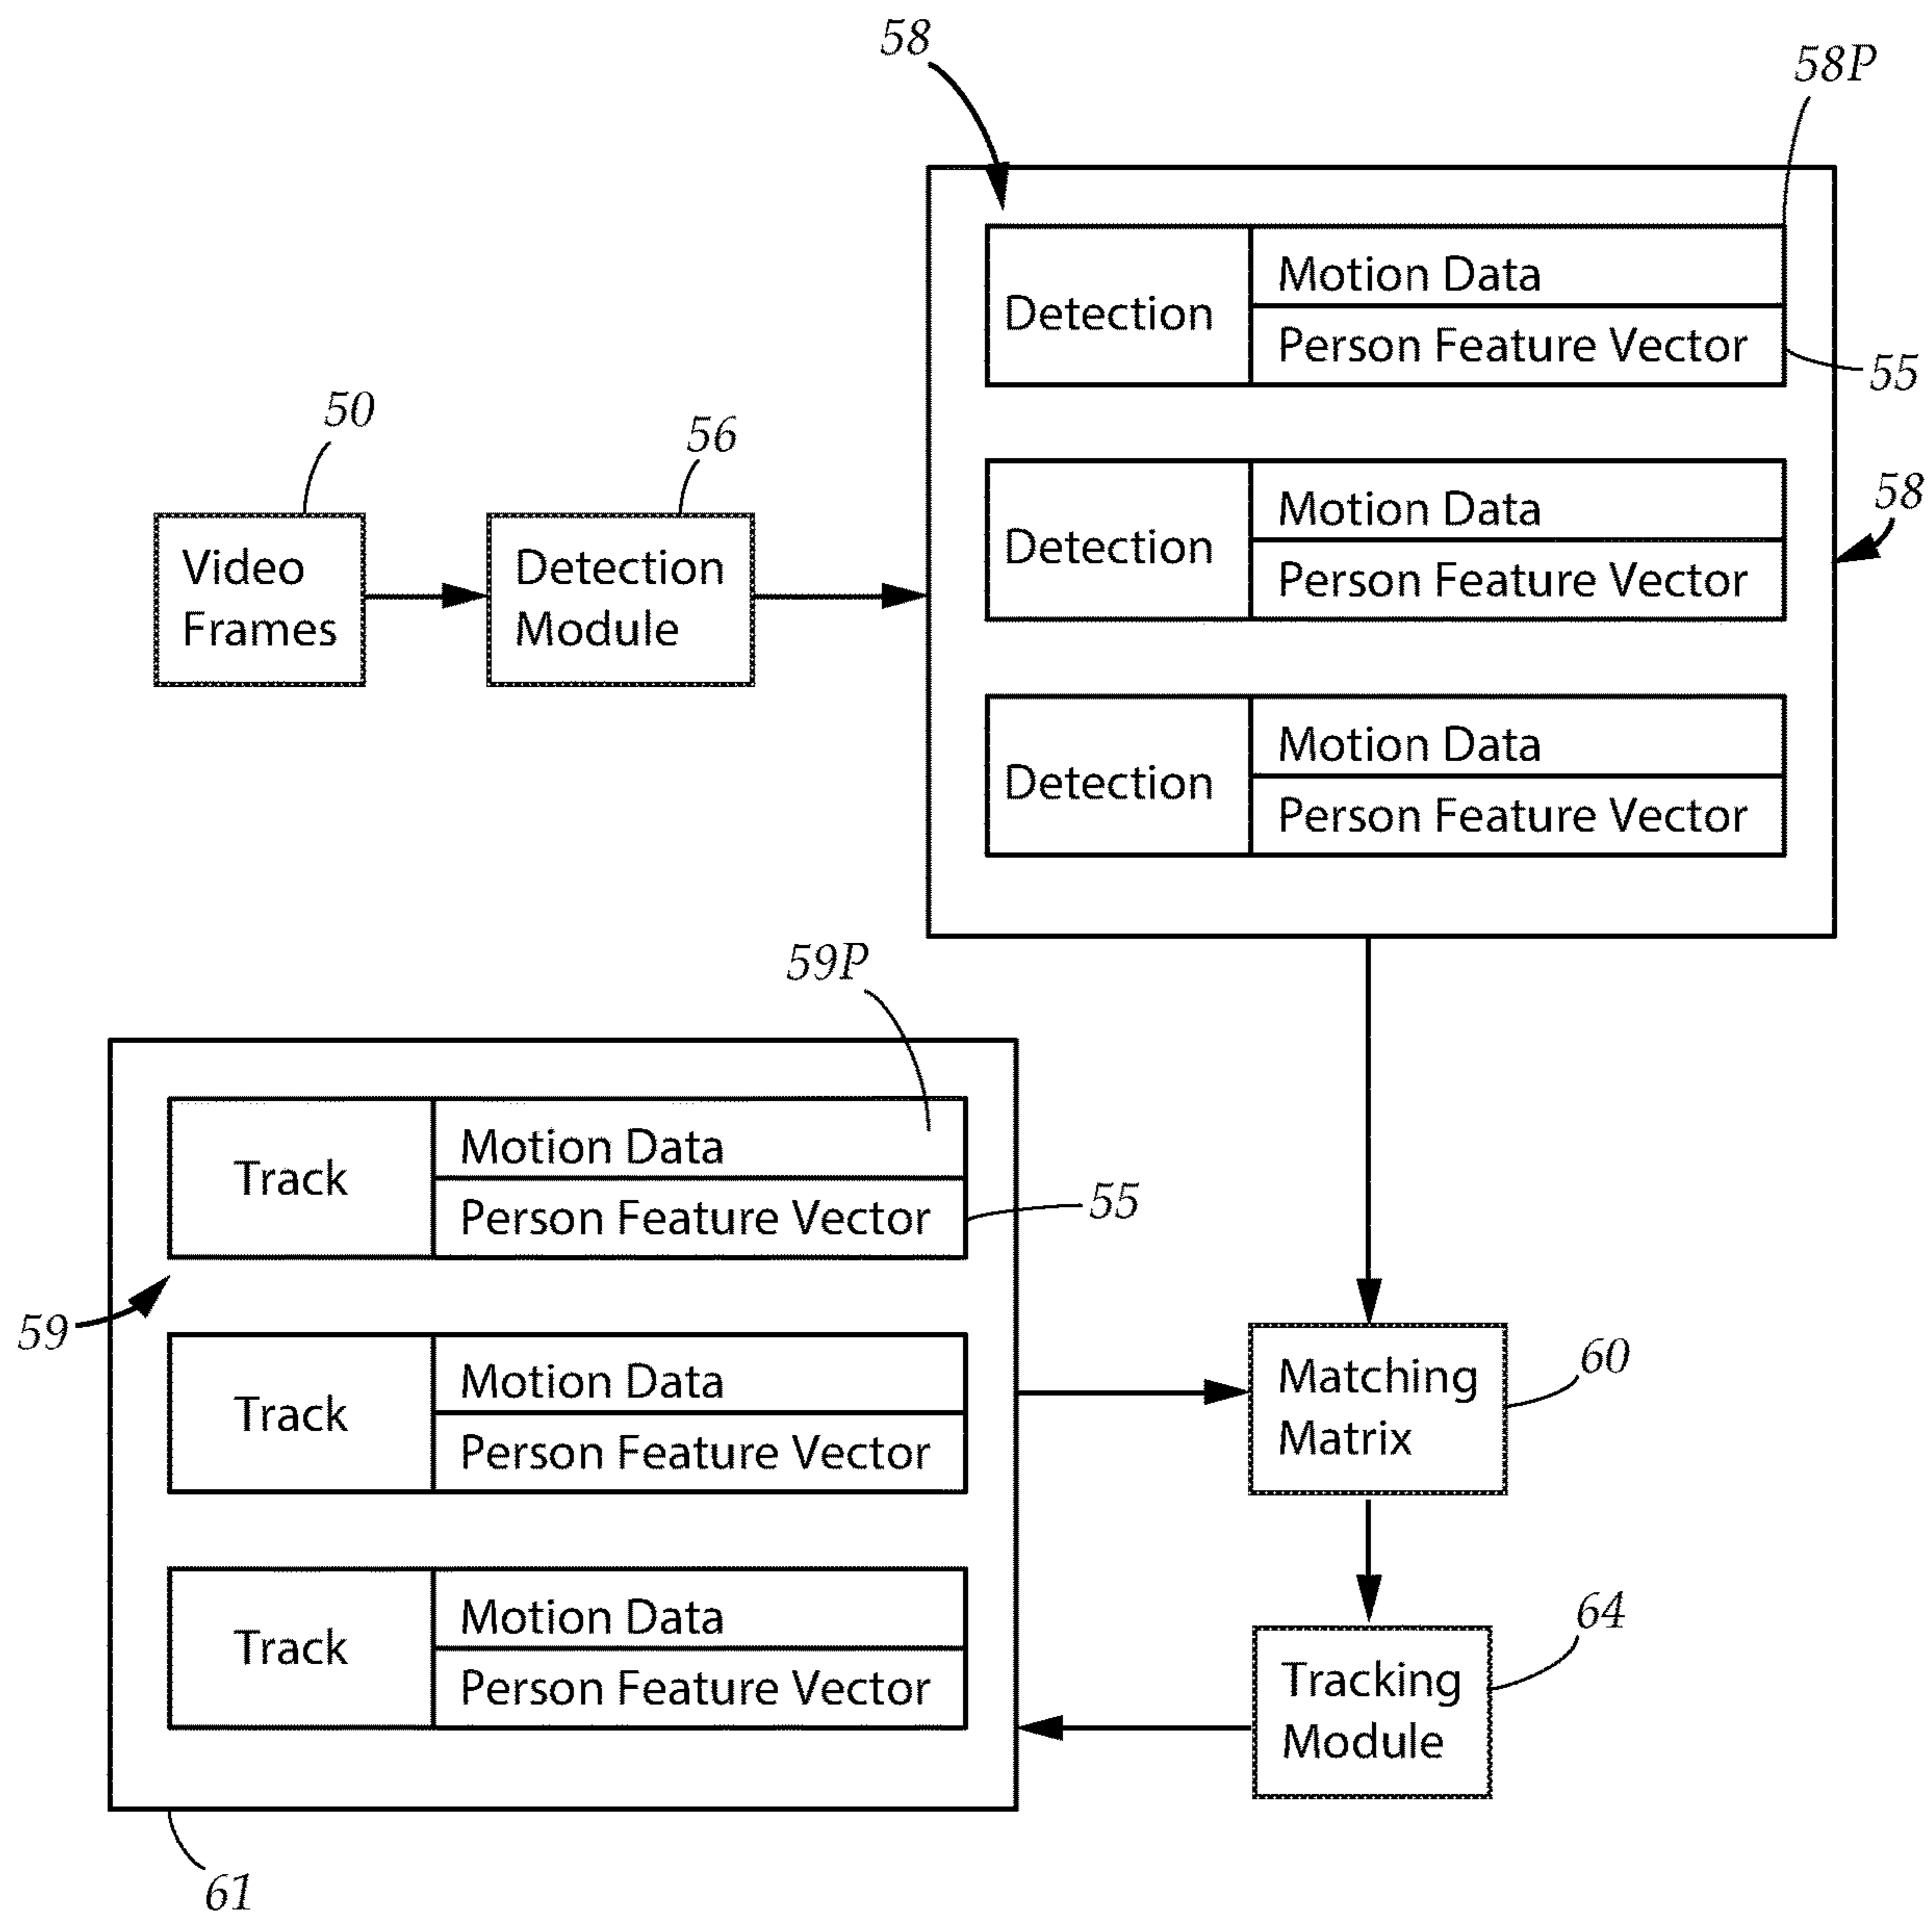 58
58P
Detection
Motion Data
Person Feature Vector
55
50
56
Video
Frames
Detection
Module
Detection
Motion Data
Person Feature Vector
58
Detection
Motion Data
Person Feature Vector
59P
Track
Motion Data
Person Feature Vector
55
59
Track
Motion Data
Person Feature Vector
Matching
Matrix
60
Track
Motion Data
Person Feature Vector
Tracking
Module
64
61